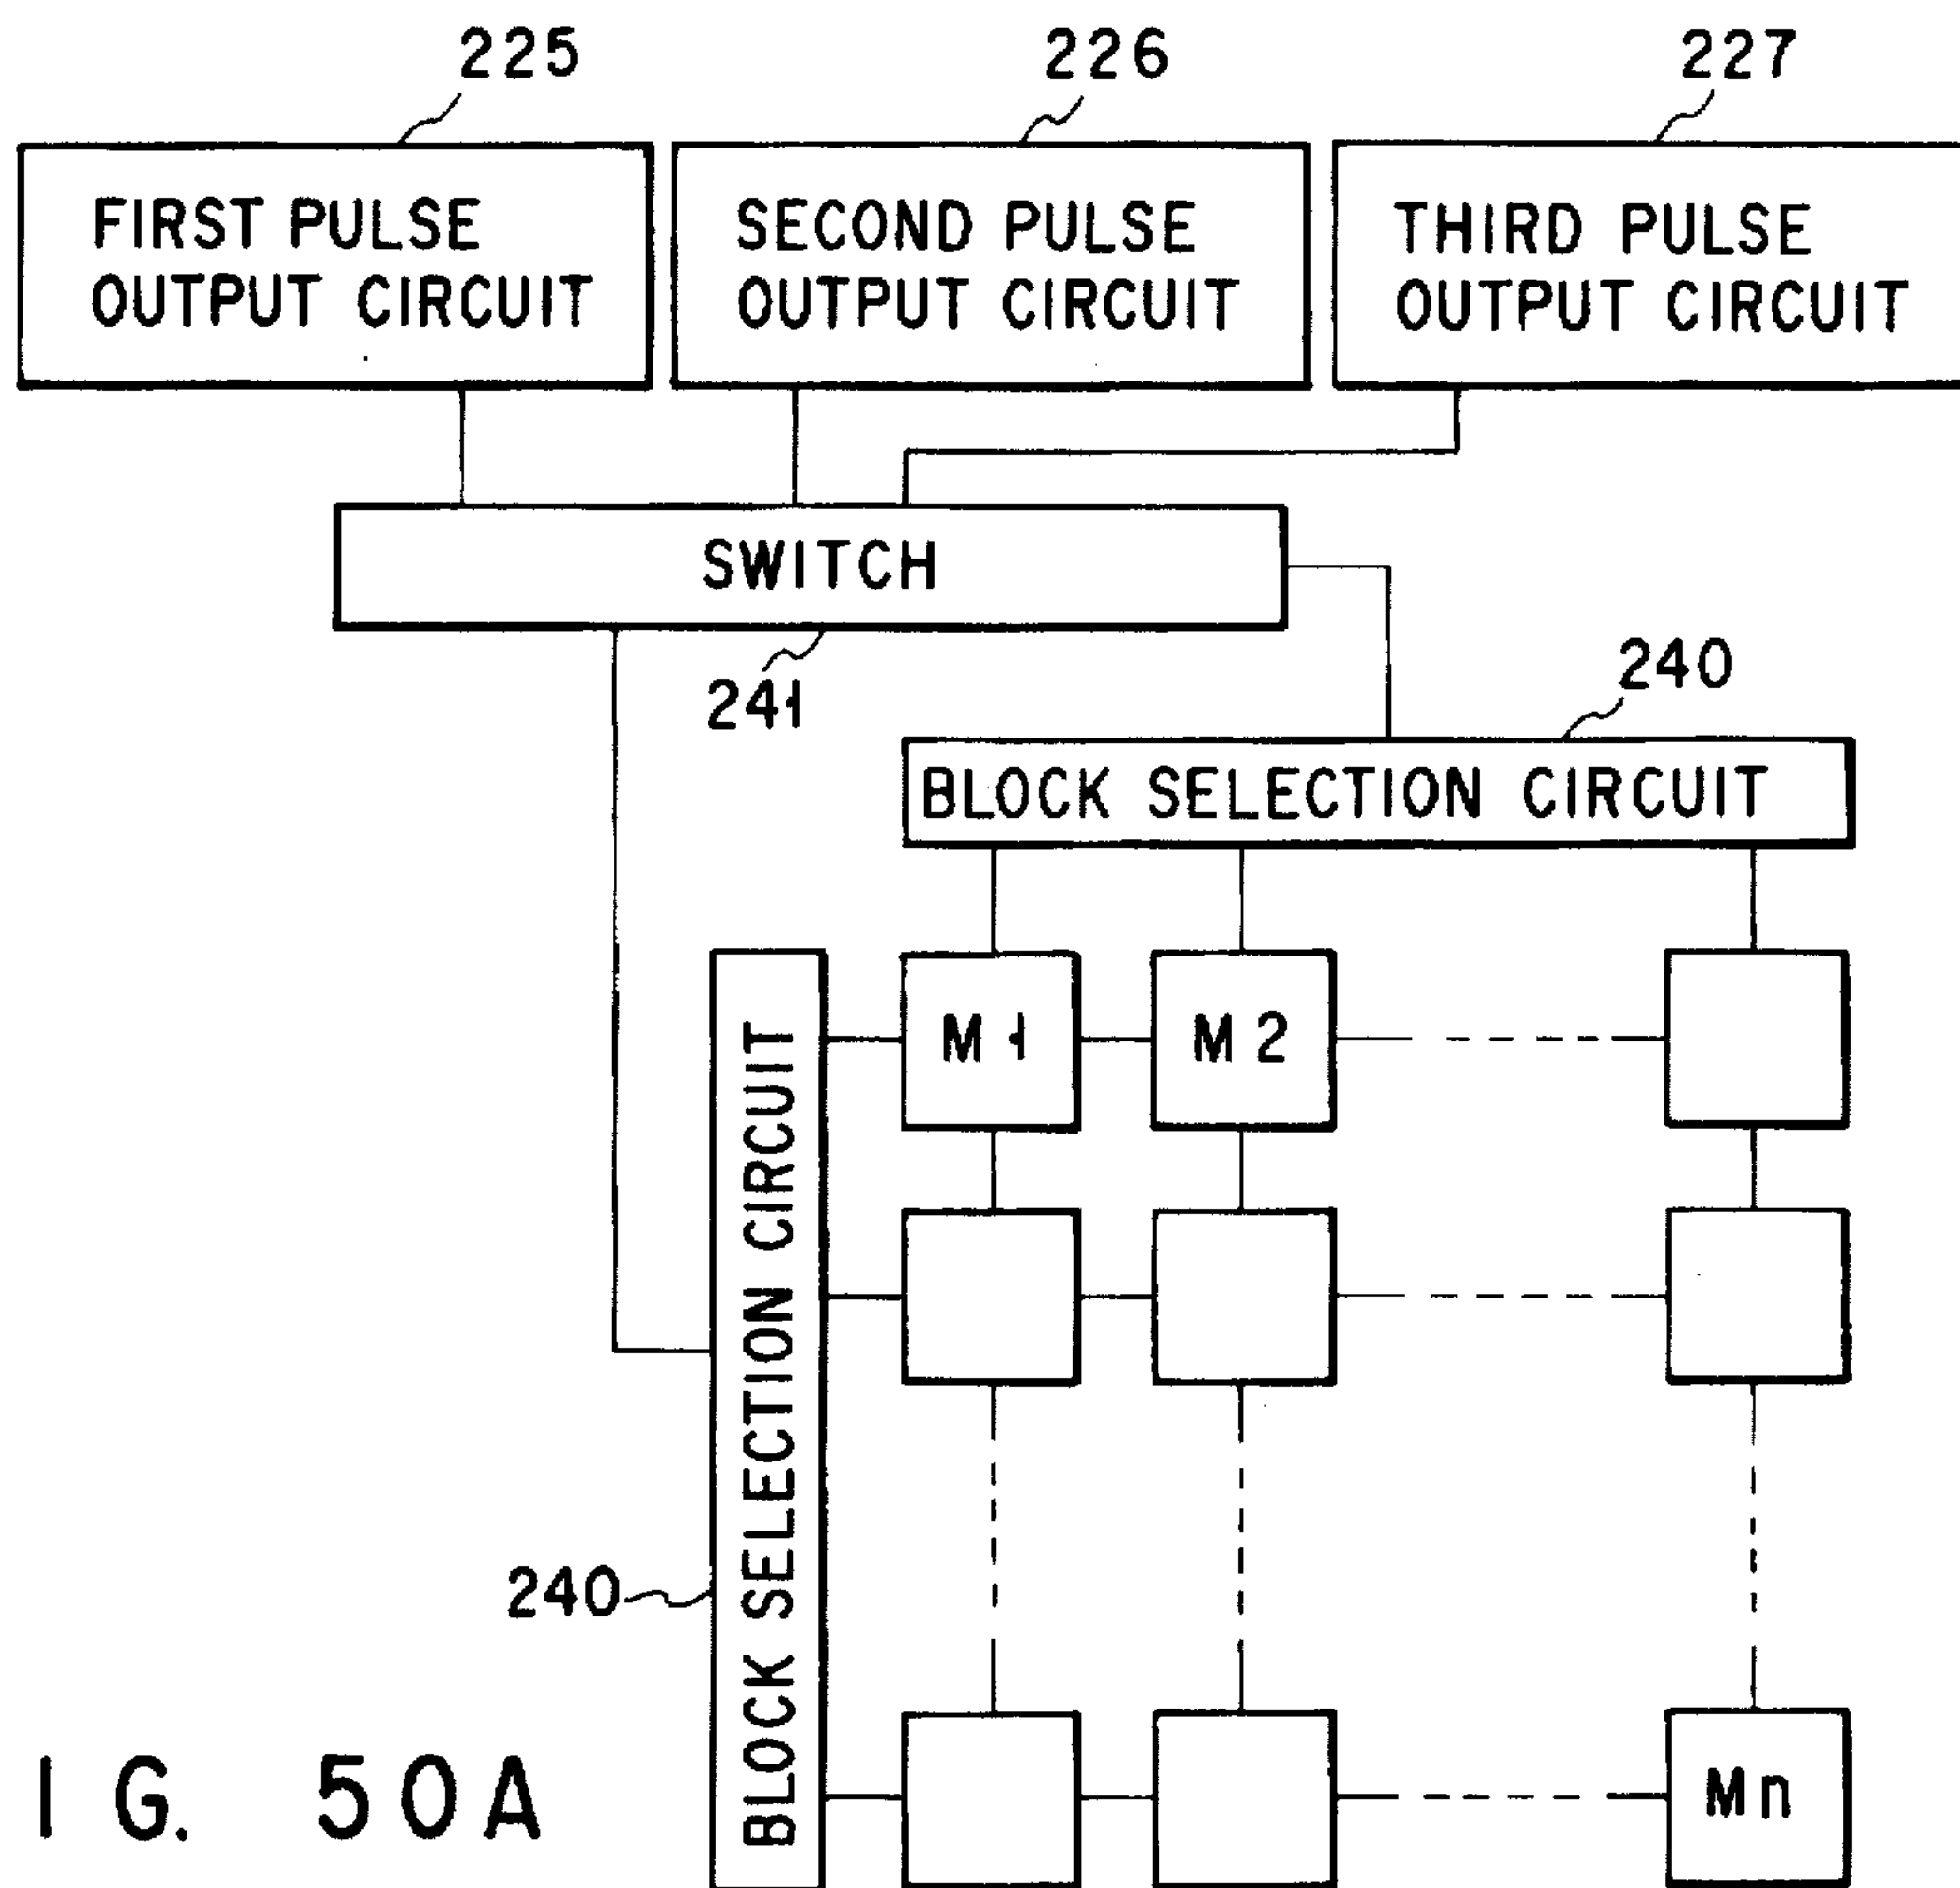 225
226
227
FIRST PULSE
OUTPUT CIRCUIT
SECOND PULSE
OUTPUT CIRCUIT
THIRD PULSE
OUTPUT CIRCUIT
SWITCH
241
240
BLOCK SELECTION CIRCUIT
M1
M2
BLOCK SELECTION CIRCUIT
240
Mn
IG. 50A